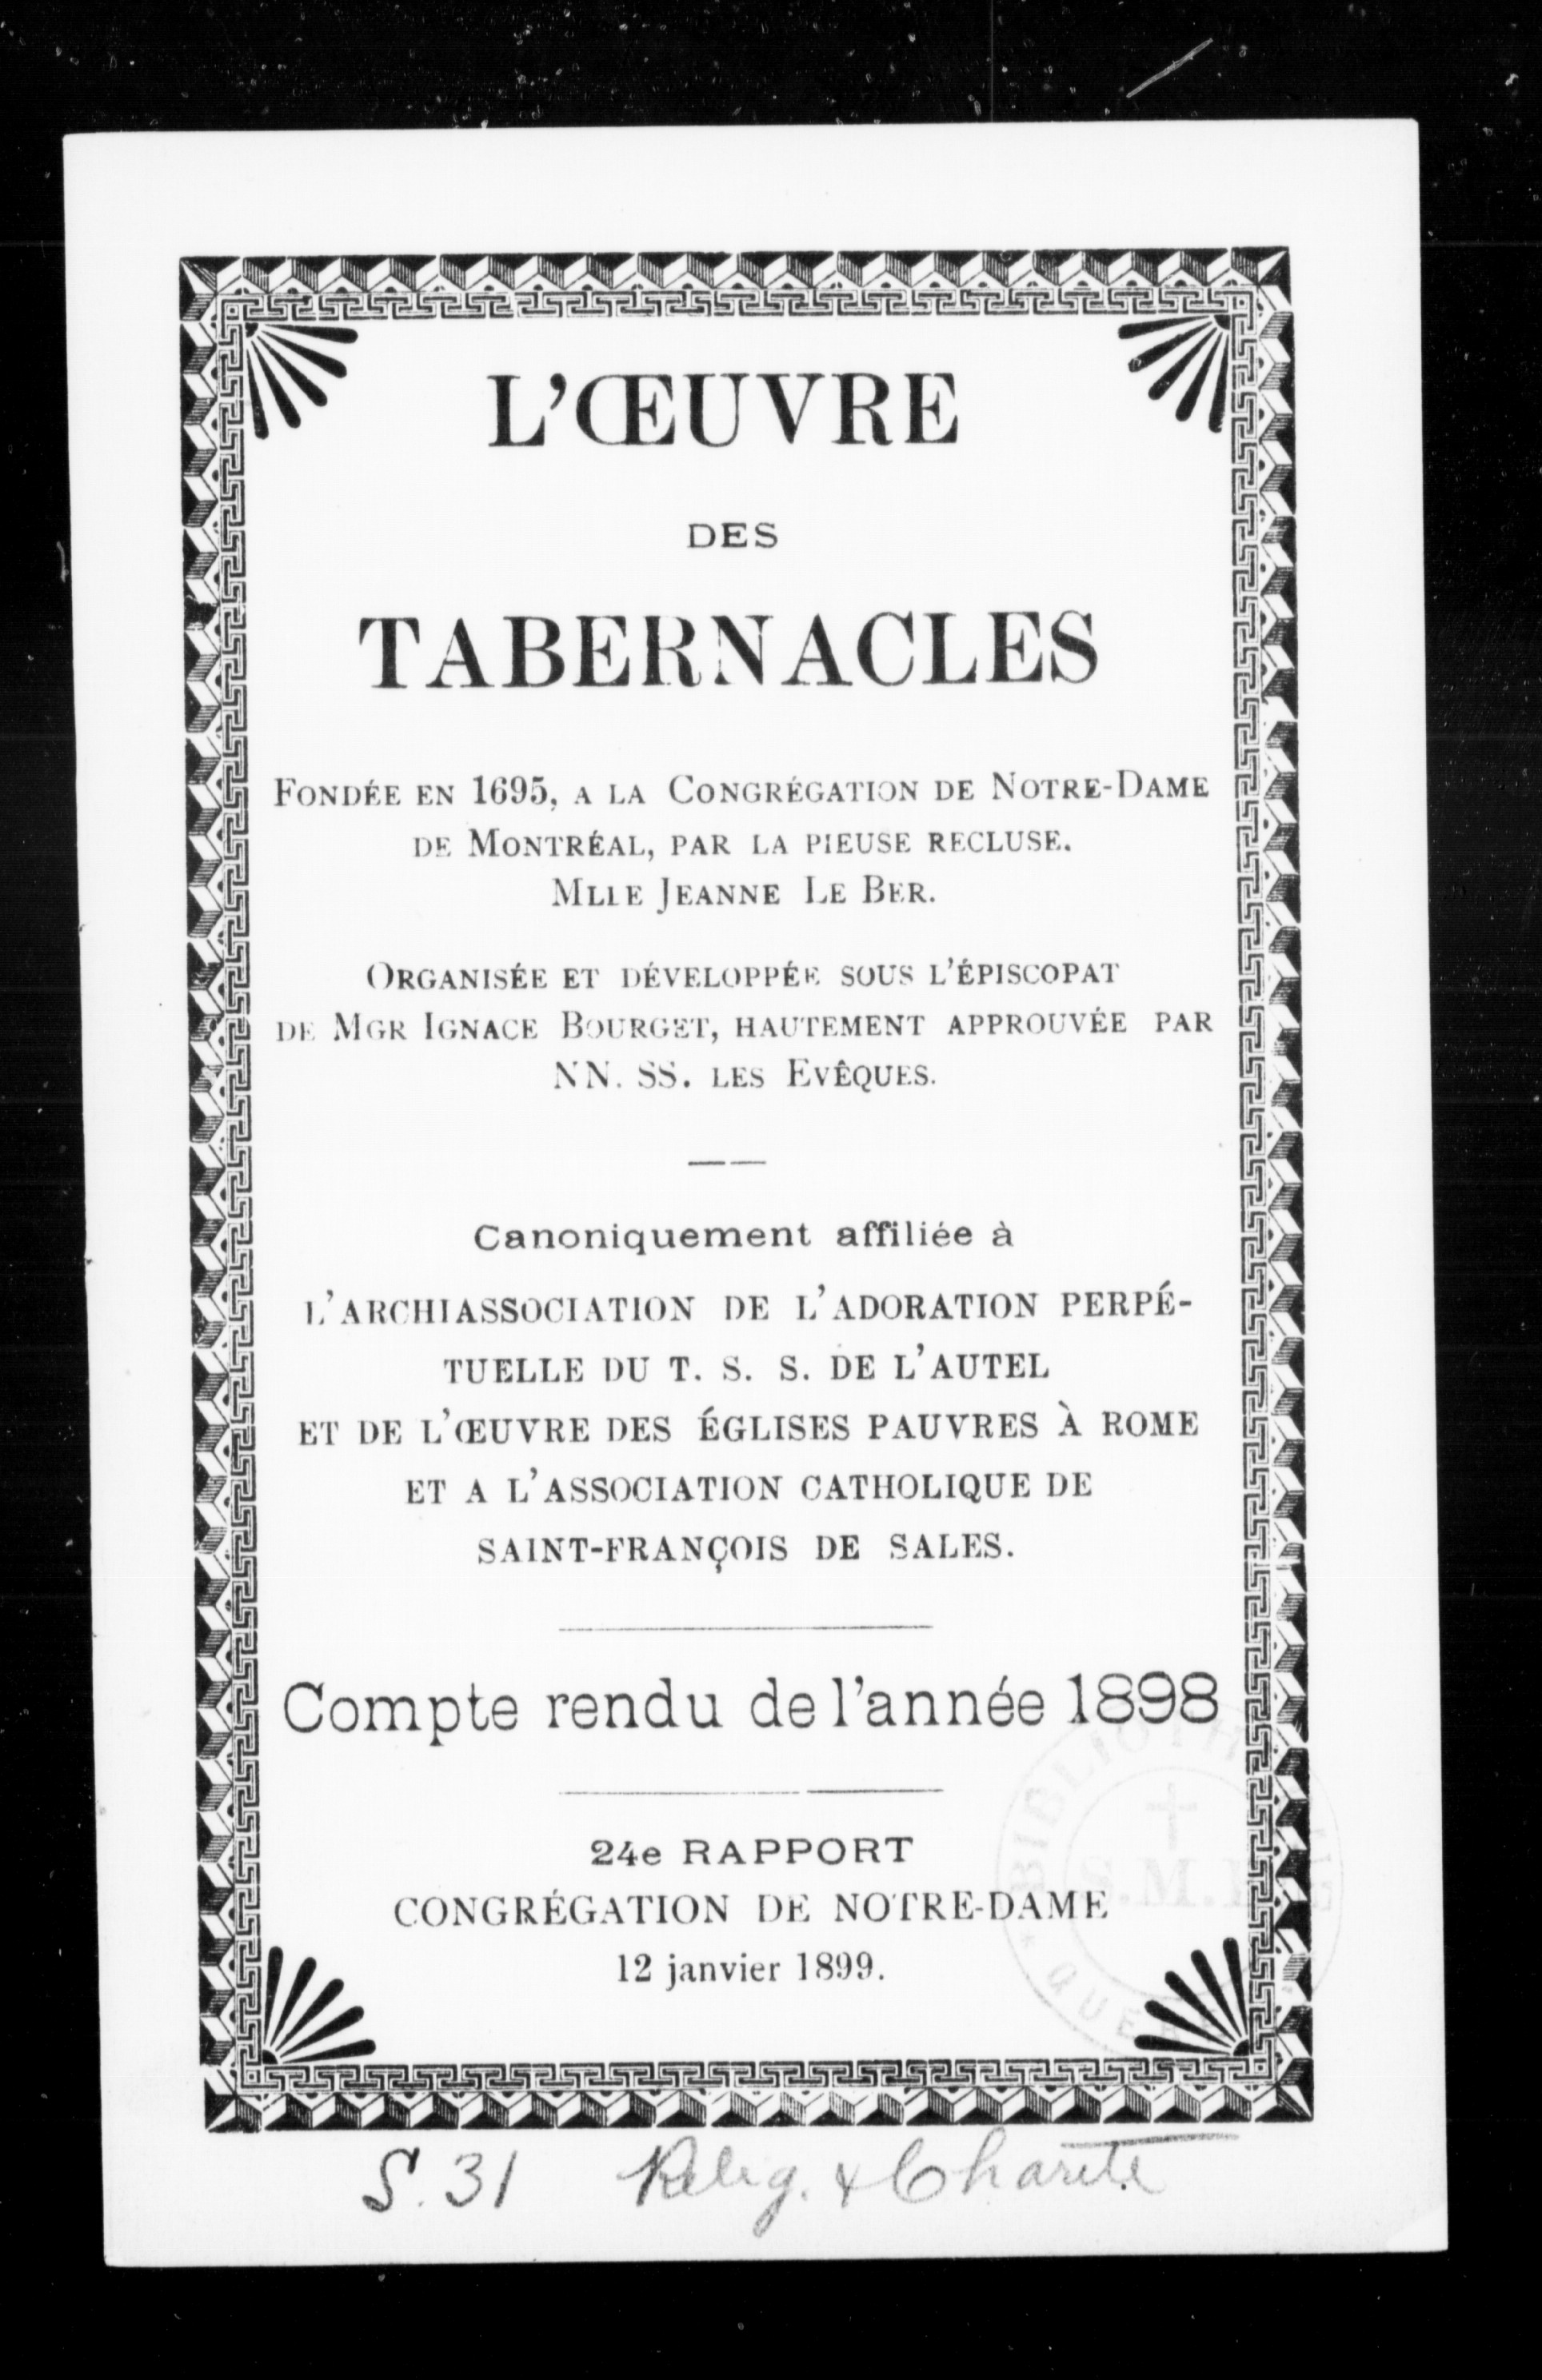 L'ŒUVRE
DES
TABERNACLES
FONDÉE EN 1695, A LA CONGRÉGATION DE NOTRE-DAME
DE MONTRÉAL, PAR LA PIEUSE RECLUSE.
MLLE JEANNE LE BER.
ORGANISÉE ET DÉVELOPPÉE SOUS L'ÉPISCOPAT
DE MGR IGNACE BOURGET, HAUTEMENT APPROUVÉE PAR
NN. SS. LES EVÊQUES.
Canoniquement affiliée à
L'ARCHIASSOCIATION DE L'ADORATION PERPÉ-
TUELLE DU T. S. S. DE L'AUTEL
ET DE L'ŒUVRE DES ÉGLISES PAUVRES À ROME
ET A L'ASSOCIATION CATHOLIQUE DE
SAINT-FRANÇOIS DE SALES.
Compte rendu de l'année 1898
24e RAPPORT
CONGRÉGATION DE NOTRE-DAME
12 janvier 1899.
S. 31 Relig. & Charité